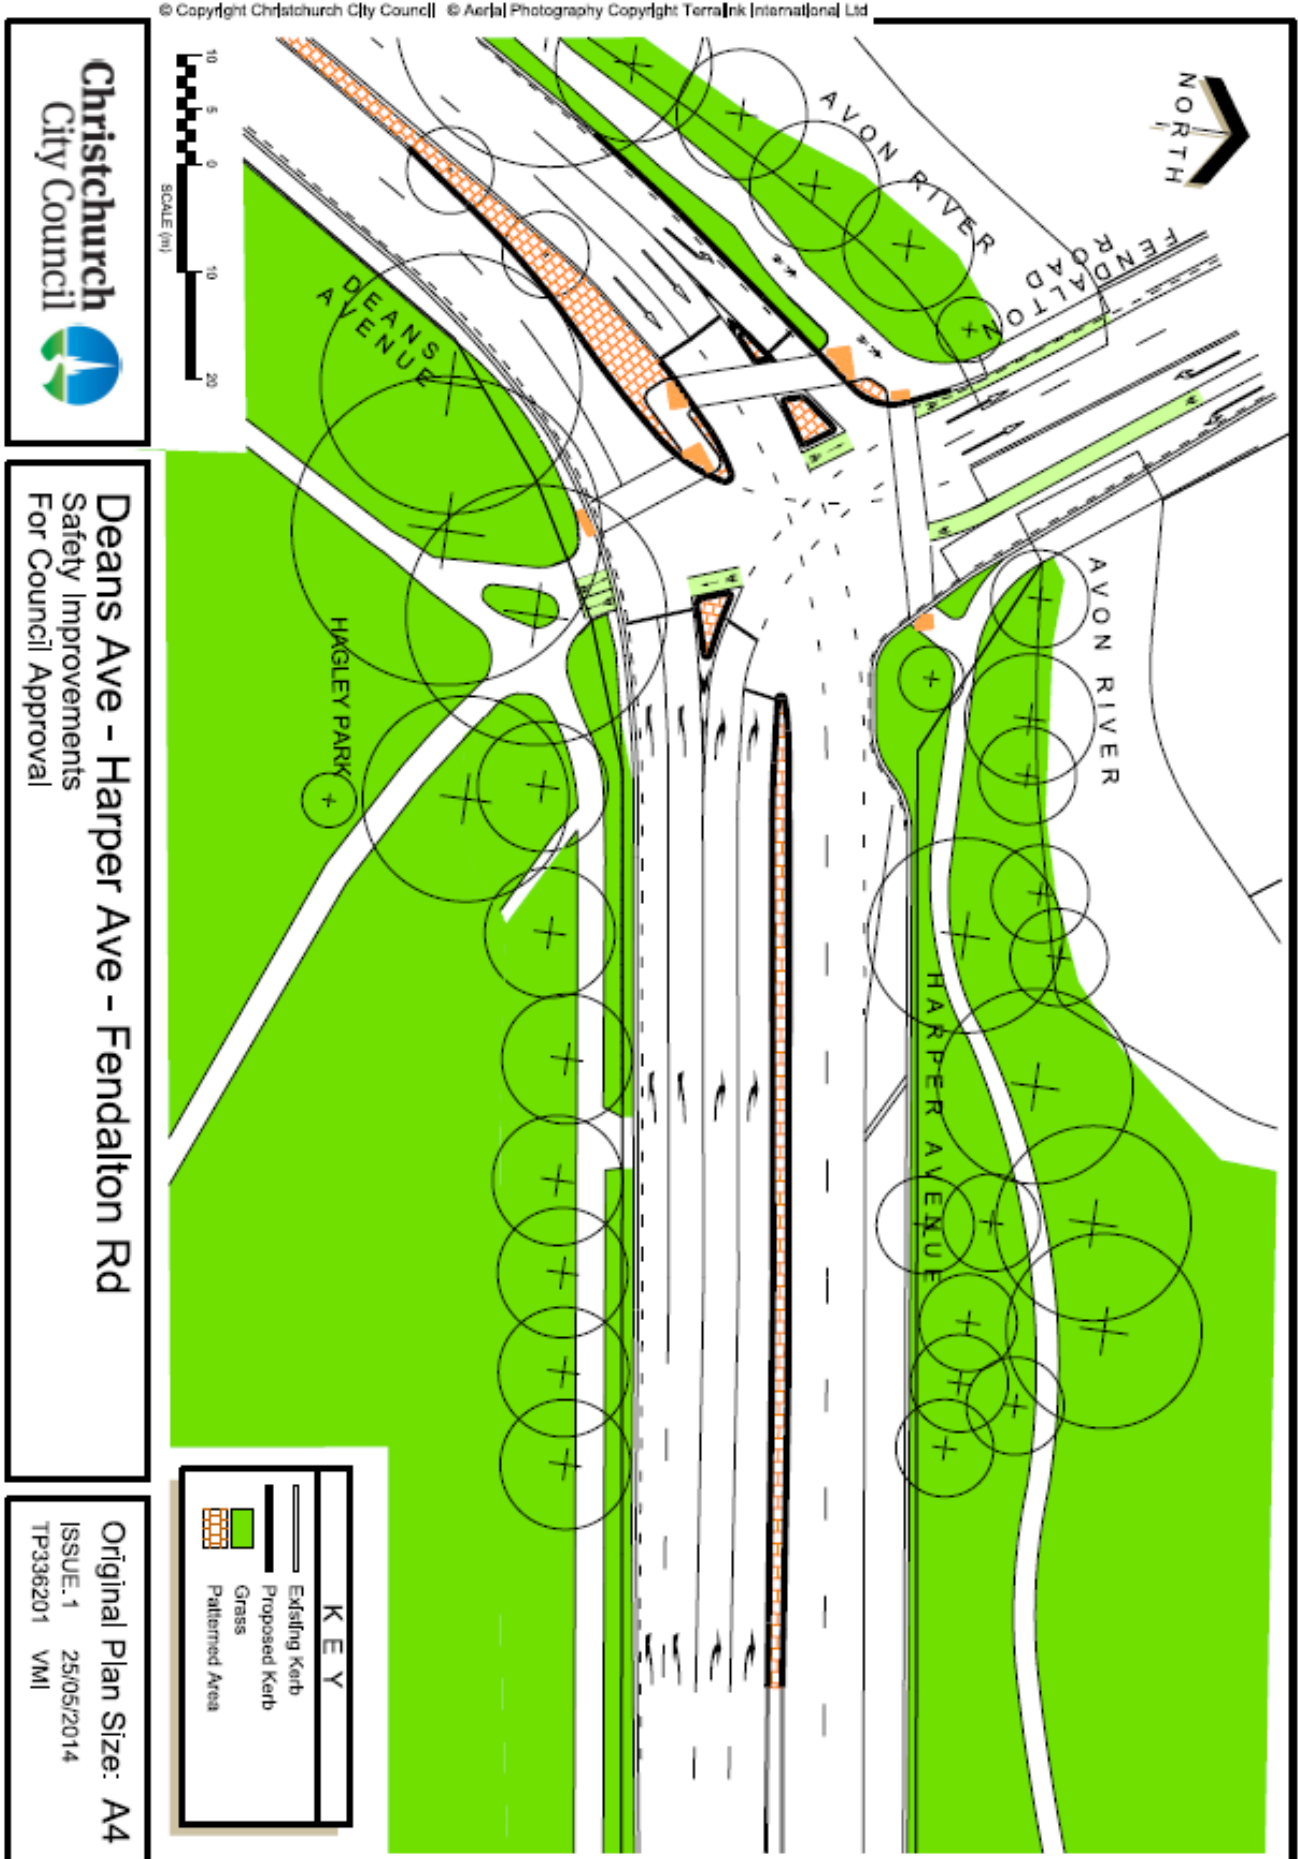 © Copyright Christchurch City Council © Aerial Photography Copyright Terralink International Ltd
NORTH
AVON RIVER
FENDALTON
ROAD
10 5 0 10 20
SCALE (m)
DEANS
AVENUE
AVON RIVER
HAGLEY PARK
HARPER AVENUE
KEY
Existing Kerb
Proposed Kerb
Grass
Patterned Area
Christchurch
City Council
Deans Ave - Harper Ave - Fendalton Rd
Safety Improvements
For Council Approval
Original Plan Size: A4
ISSUE.1 25/05/2014
TP336201 VMI